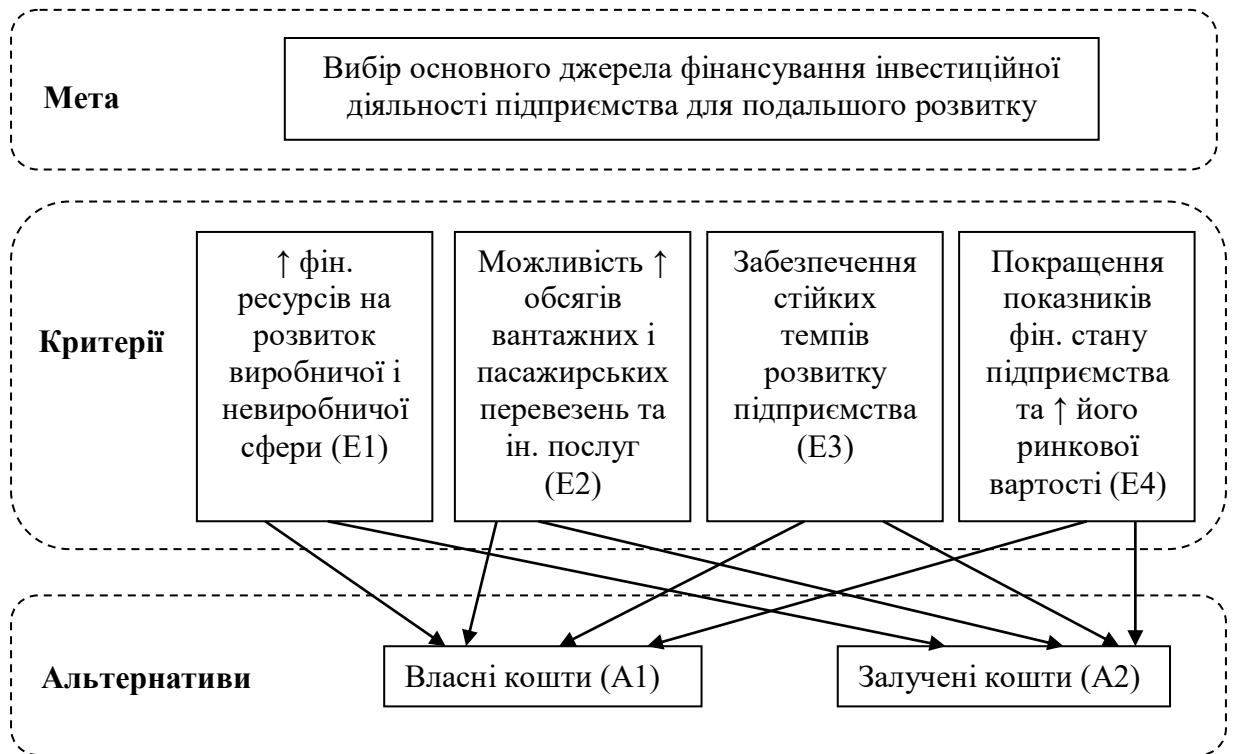 Мета
Вибір основного джерела фінансування інвестиційної
діяльності підприємства для подальшого розвитку
Критерії
↑ фін.
ресурсів на
розвиток
виробничої і
невиробничої
сфери (Е1)
Можливість ↑
обсягів
вантажних і
пасажирських
перевезень та
ін. послуг
(Е2)
Забезпечення
стійких
темпів
розвитку
підприємства
(Е3)
Покращення
показників
фін. стану
підприємства
та ↑ його
ринкової
вартості (Е4)
Альтернативи
Власні кошти (А1)
Залучені кошти (А2)